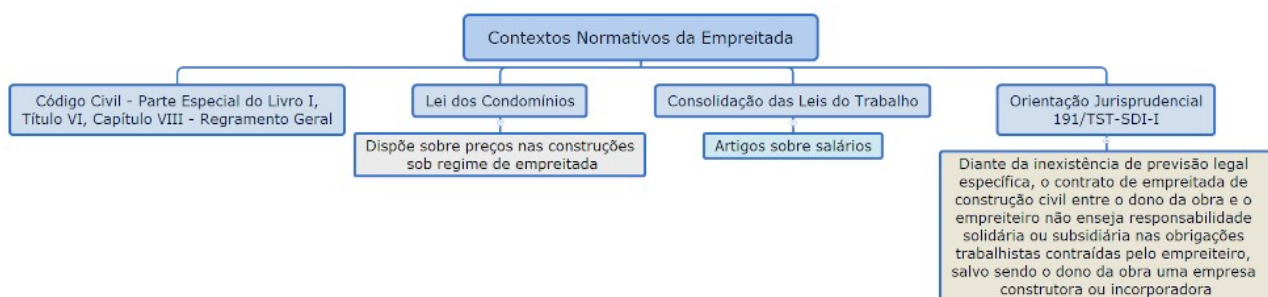 Contextos Normativos da Empreitada
Código Civil - Parte Especial do Livro I,
Título VI, Capítulo VIII - Regramento Geral
Lei dos Condomínios
Dispõe sobre preços nas construções
sob regime de empreitada
Consolidação das Leis do Trabalho
Artigos sobre salários
Orientação Jurisprudencial
191/TST-SDI-I
Diante da inexistência de previsão legal
específica, o contrato de empreitada de
construção civil entre o dono da obra e o
empreiteiro não enseja responsabilidade
solidária ou subsidiária nas obrigações
trabalhistas contraídas pelo empreiteiro,
salvo sendo o dono da obra uma empresa
construtora ou incorporadora